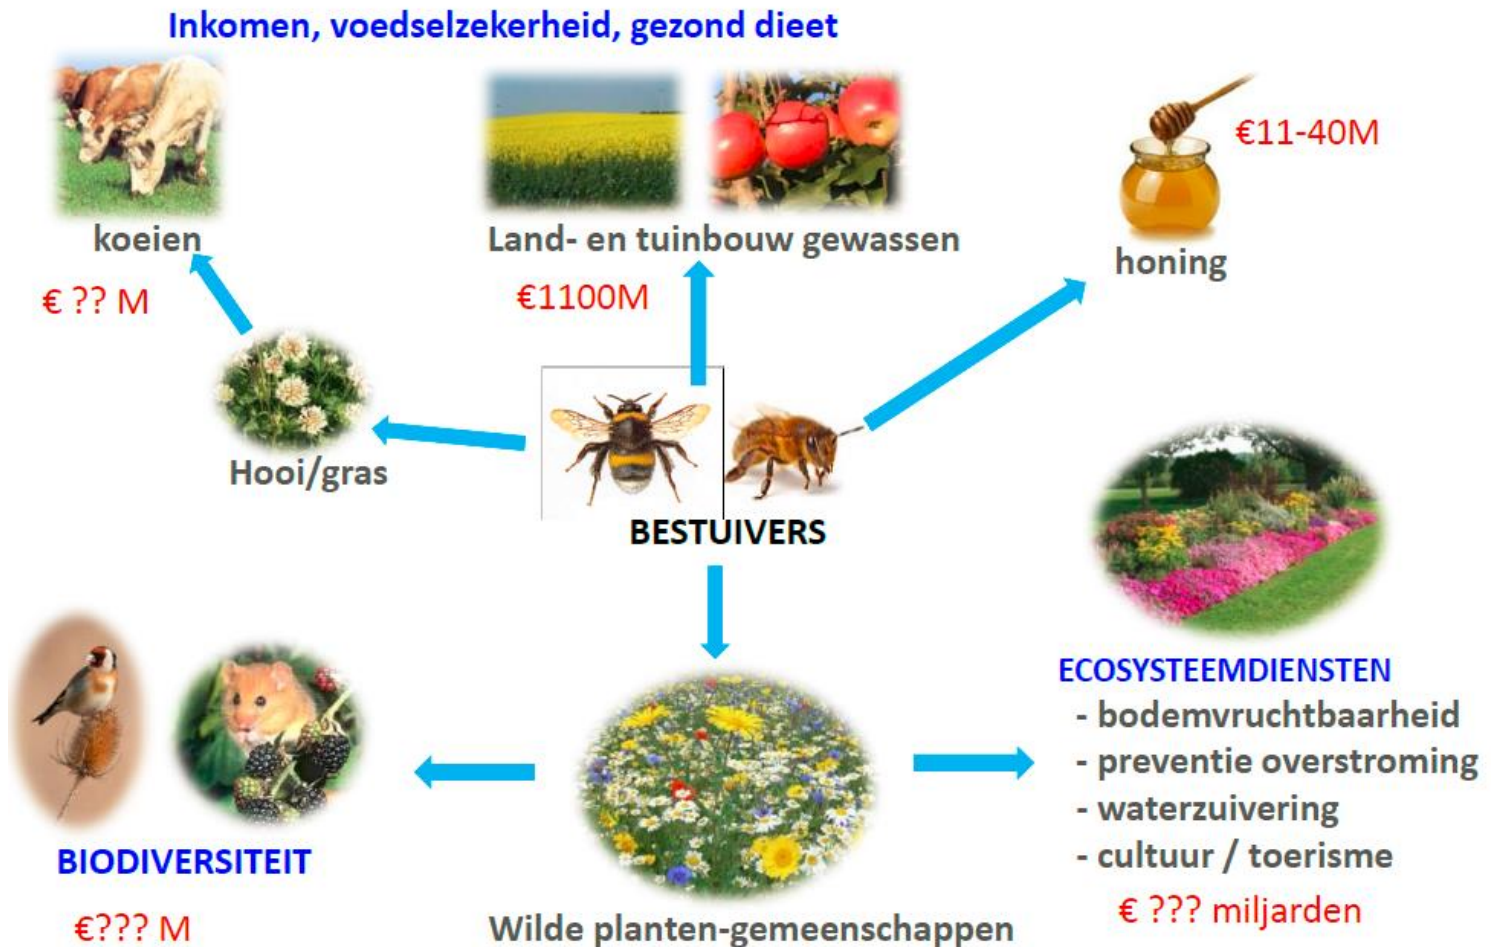 Inkomen, voedselzekerheid, gezond dieet
€11-40M
koeien
Land- en tuinbouw gewassen
honing
€ ?? M
€1100M
Hooi/gras
BESTUIVERS
ECOSYSTEEMDIENSTEN
- bodemvruchtbaarheid
- preventie overstroming
- waterzuivering
- cultuur / toerisme
€ ??? miljarden
BIODIVERSITEIT
€??? M
Wilde planten-gemeenschappen